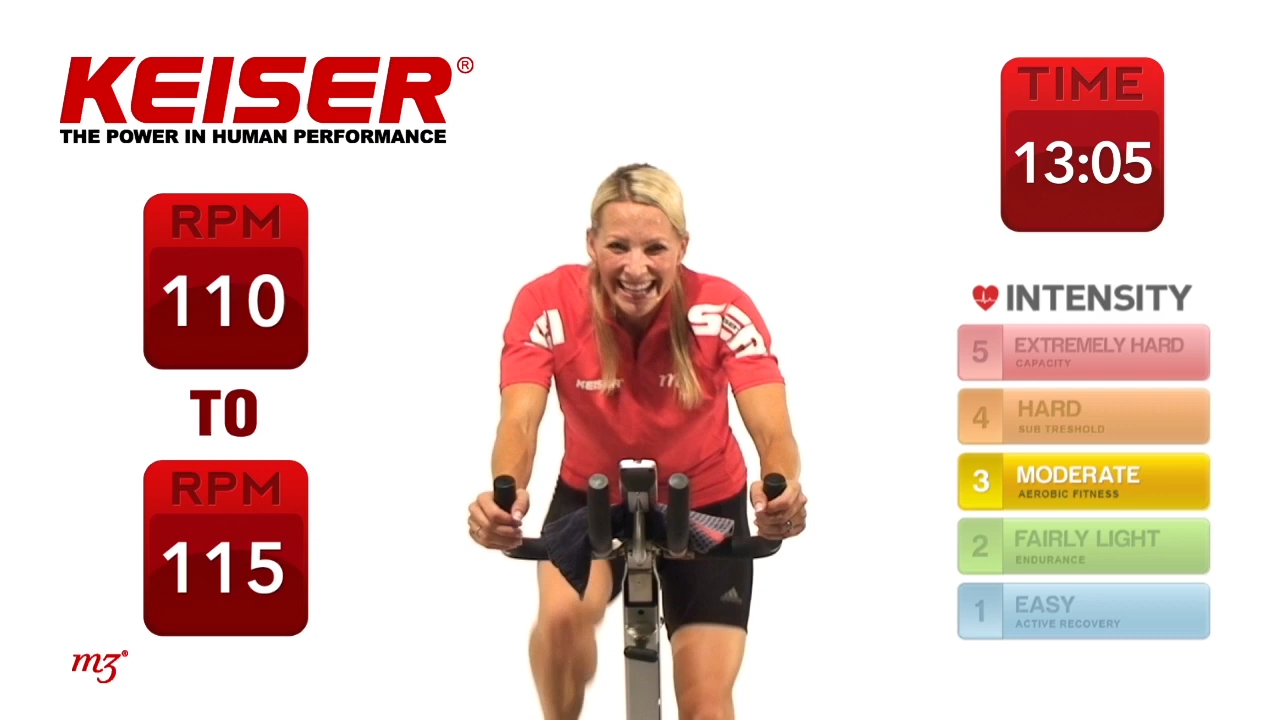 KEISER®
THE POWER IN HUMAN PERFORMANCE
RPM
110
TO
RPM
115
m3®
KEISER
m
TIME
13:05
INTENSITY
5 EXTREMELY HARD
CAPACITY
4 HARD
SUB TRESHOLD
3 MODERATE
AEROBIC FITNESS
2 FAIRLY LIGHT
ENDURANCE
1 EASY
ACTIVE RECOVERY